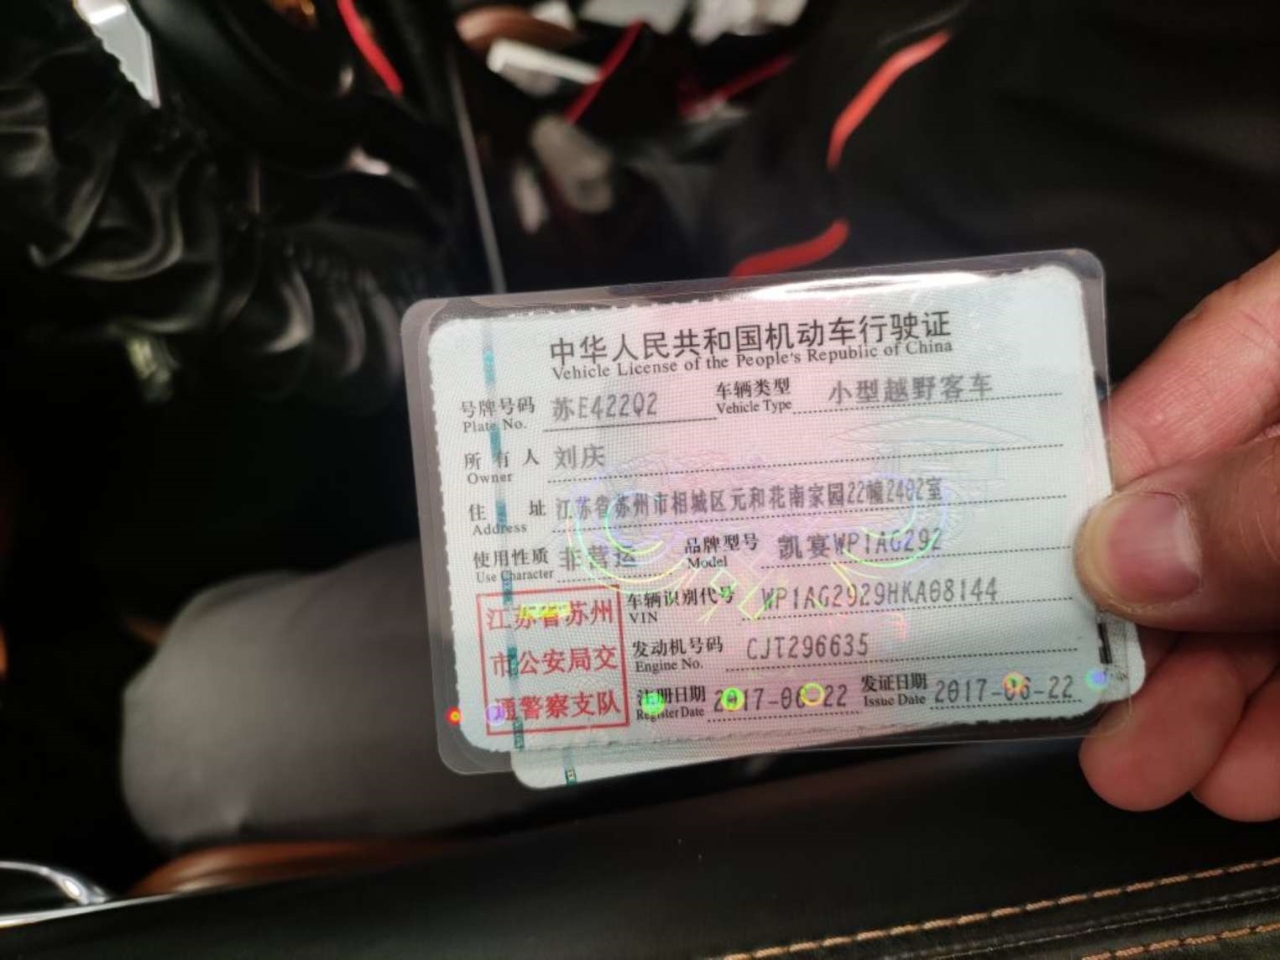 中华人民共和国机动车行驶证
Vehicle License of the People's Republic of China
号牌号码 苏E422Q2 车辆类型 小型越野客车
Plate No. Vehicle Type
所有人 刘庆
Owner
住址 江苏省苏州市相城区元和花南家园22幢2402室
Address
使用性质 非营运 品牌型号 凯宴WP1AG292
Use Character Model
江苏省苏州 车辆识别代号 WP1AG2929HKA08144
VIN
市公安局交 发动机号码 CJT296635
Engine No.
通警察支队 注册日期 2017-06-22 发证日期 2017-06-22
Register Date Issue Date